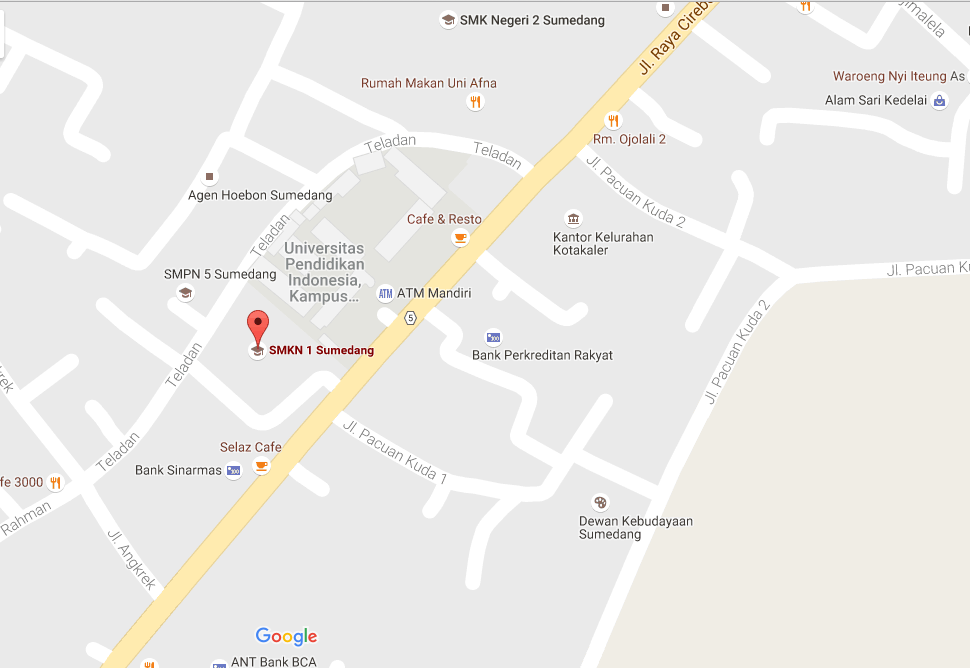 SMK Negeri 2 Sumedang
Jl. Raya Cireb
Rumah Makan Uni Afna
Waroeng Nyi Iteung As
Alam Sari Kedelai
Rm. Ojolali 2
Teladan
Teladan
Jl. Pacuan Kuda 2
Agen Hoebon Sumedang
Cafe & Resto
Teladan
Kantor Kelurahan
Kotakaler
Universitas
Pendidikan
Indonesia,
Kampus...
SMPN 5 Sumedang
Jl. Pacuan Ku
ATM
ATM Mandiri
5
SMKN 1 Sumedang
Bank Perkreditan Rakyat
Jl. Pacuan Kuda 2
Teladan
krek
Jl. Pacuan Kuda 1
Teladan
Selaz Cafe
Bank Sinarmas
fe 3000
Rahman
Dewan Kebudayaan
Sumedang
Jl. Angkrek
Google
ANT Bank BCA